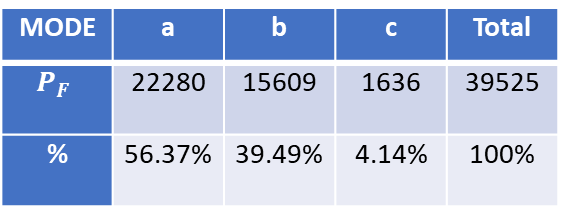 MODE a b c Total
P_F 22280 15609 1636 39525
% 56.37% 39.49% 4.14% 100%